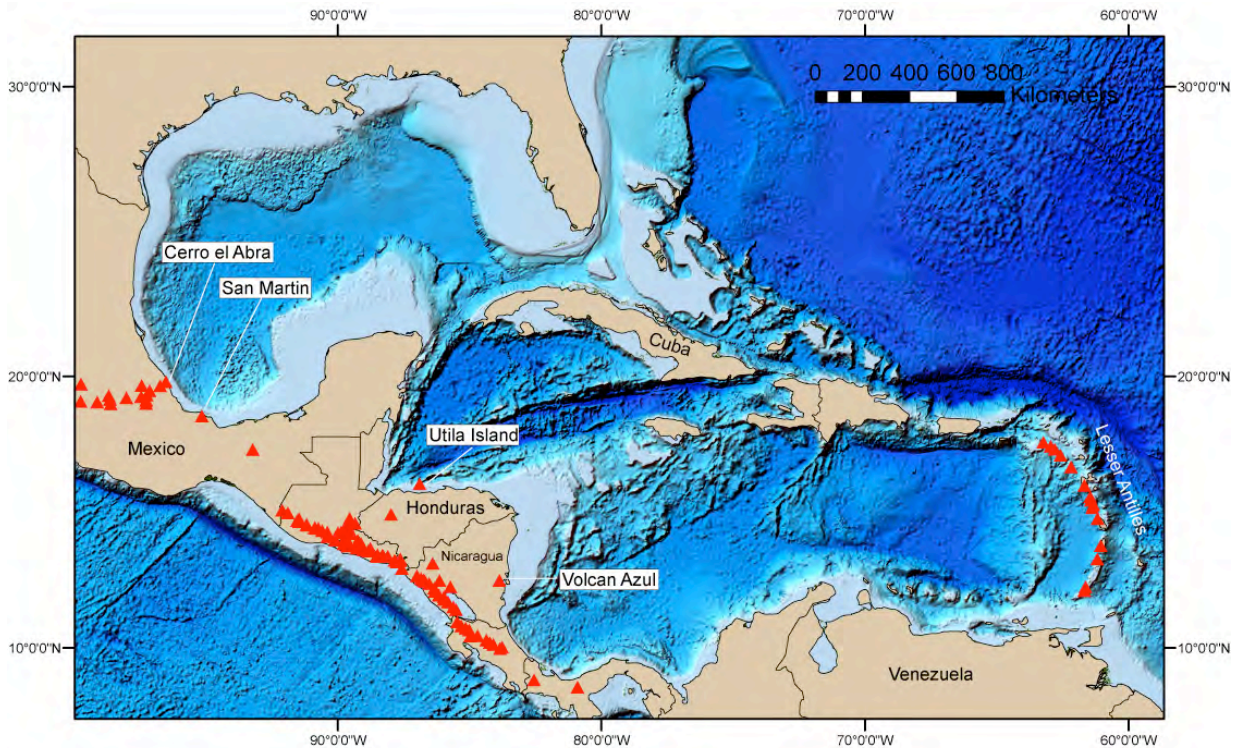 90°0'0"W 80°0'0"W 70°0'0"W 60°0'0"W
30°0'0"N 30°0'0"N
0 200 400 600 800
Kilometers
Cerro el Abra
San Martin
Cuba
20°0'0"N 20°0'0"N
Utila Island
Mexico
Lesser Antilles
Honduras
Nicaragua
Volcan Azul
10°0'0"N 10°0'0"N
Venezuela
90°0'0"W 80°0'0"W 70°0'0"W 60°0'0"W